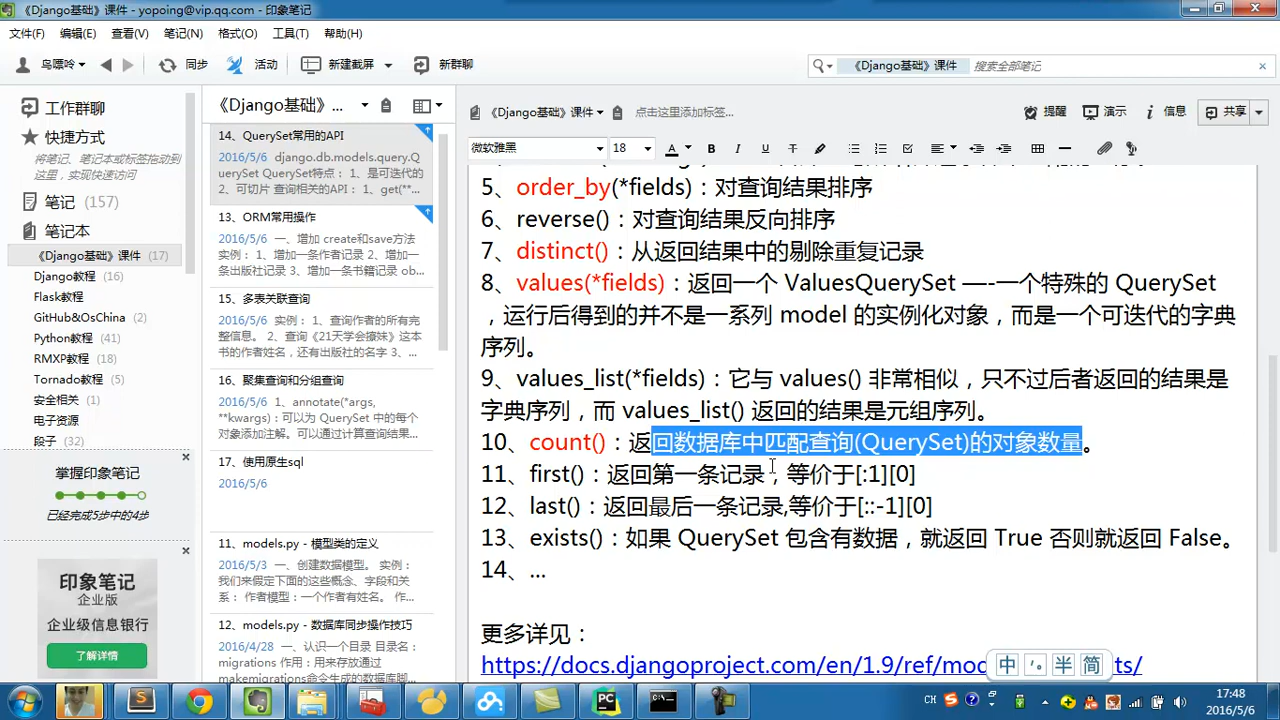 《Django基础》课件 - yopoing@vip.qq.com - 印象笔记
文件(F) 编辑(E) 查看(V) 笔记(N) 格式(O) 工具(T) 帮助(H)
鸟嘌呤 同步 活动 新建截屏 新群聊 《Django基础》课件 搜索全部笔记
工作群聊
快捷方式
将笔记、笔记本或标签拖动到
这里，实现快速访问
笔记 (157)
笔记本
《Django基础》课件 (17)
Django教程 (16)
Flask教程
GitHub&OsChina (2)
Python教程 (41)
RMXP教程 (18)
Tornado教程 (5)
安全相关 (1)
电子资源
段子 (32)
掌握印象笔记
已经完成5步中的4步
印象笔记
企业版
企业级信息银行
了解详情
《Django基础》...
14、QuerySet常用的API
2016/5/6 django.db.models.query.Q
uerySet QuerySet特点： 1、是可迭代的
2、可切片 查询相关的API： 1、get(**...
13、ORM常用操作
2016/5/6 一、增加 create和save方法
实例： 1、增加一条作者记录 2、增加一
条出版社记录 3、增加一条书籍记录 ob...
15、多表关联查询
2016/5/6 实例： 1、查询作者的所有完
整信息。 2、查询《21天学会撩妹》这本
书的作者姓名，还有出版社的名字 3、...
16、聚集查询和分组查询
2016/5/6 1、annotate(*args,
**kwargs)：可以为 QuerySet 中的每个
对象添加注解。可以通过计算查询结果...
17、使用原生sql
2016/5/6
11、models.py - 模型类的定义
2016/5/3 一、创建数据模型。 实例：
我们来假定下面的这些概念、字段和关
系： 作者模型：一个作者有姓名。 作...
12、models.py - 数据库同步操作技巧
2016/4/28 一、认识一个目录 目录名：
migrations 作用：用来存放通过
makemigrations命令生成的数据库脚...
《Django基础》课件 点击这里添加标签... 提醒 演示 信息 共享
微软雅黑 18 A B I U T
5、order_by(*fields)：对查询结果排序
6、reverse()：对查询结果反向排序
7、distinct()：从返回结果中的剔除重复记录
8、values(*fields)：返回一个 ValuesQuerySet —-一个特殊的 QuerySet
，运行后得到的并不是一系列 model 的实例化对象，而是一个可迭代的字典
序列。
9、values_list(*fields)：它与 values() 非常相似，只不过后者返回的结果是
字典序列，而 values_list() 返回的结果是元组序列。
10、count()：返回数据库中匹配查询(QuerySet)的对象数量。
11、first()：返回第一条记录，等价于[:1][0]
12、last()：返回最后一条记录,等价于[::-1][0]
13、exists()：如果 QuerySet 包含有数据，就返回 True 否则就返回 False。
14、...
更多详见：
https://docs.djangoproject.com/en/1.9/ref/mod ts/
中 半 简
CH 17:48
2016/5/6